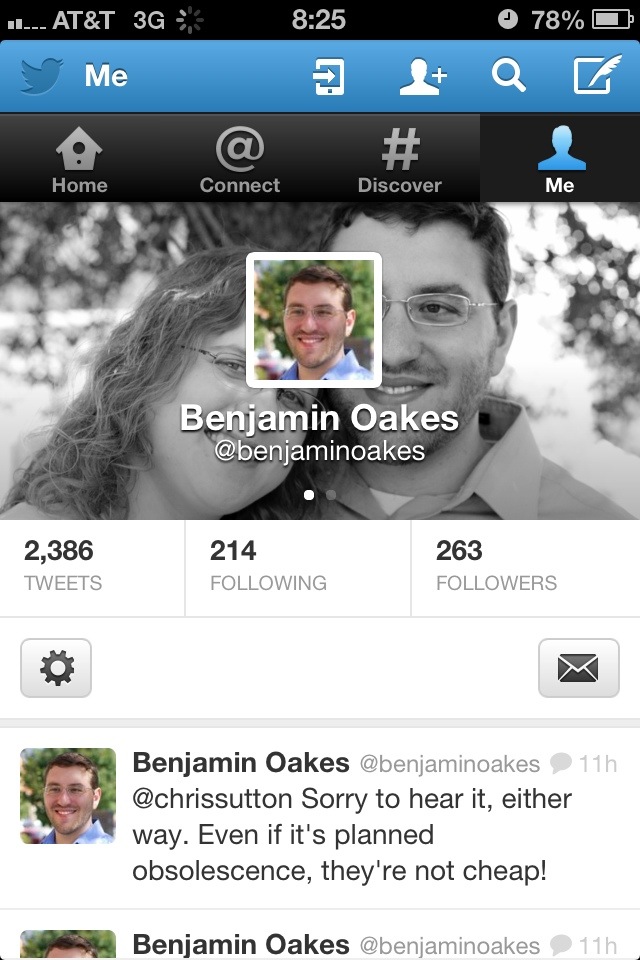 AT&T 3G 8:25 78%
Me
Home Connect Discover Me
Benjamin Oakes
@benjaminoakes
2,386 214 263
TWEETS FOLLOWING FOLLOWERS
Benjamin Oakes @benjaminoakes 11h
@chrissutton Sorry to hear it, either
way. Even if it's planned
obsolescence, they're not cheap!
Benjamin Oakes @benjaminoakes 11h